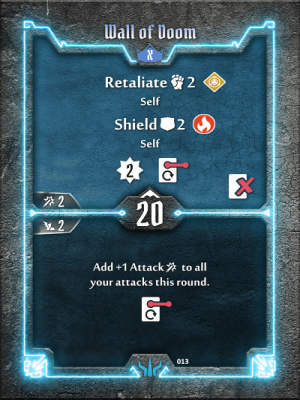 Wall of Doom
X
Retaliate 2
Self
Shield 2
Self
2
2
20
2
Add +1 Attack to all
your attacks this round.
013